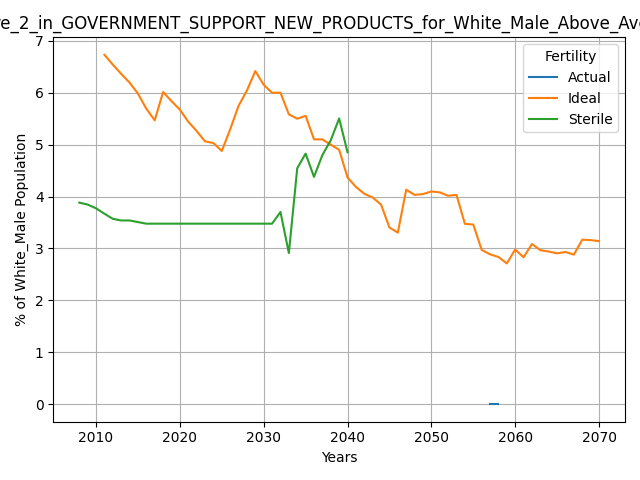 re_2_in_GOVERNMENT_SUPPORT_NEW_PRODUCTS_for_White_Male_Above_Ave
7
6
5
4
3
2
1
0
% of White_Male Population
Fertility
Actual
Ideal
Sterile
2010 2020 2030 2040 2050 2060 2070
Years